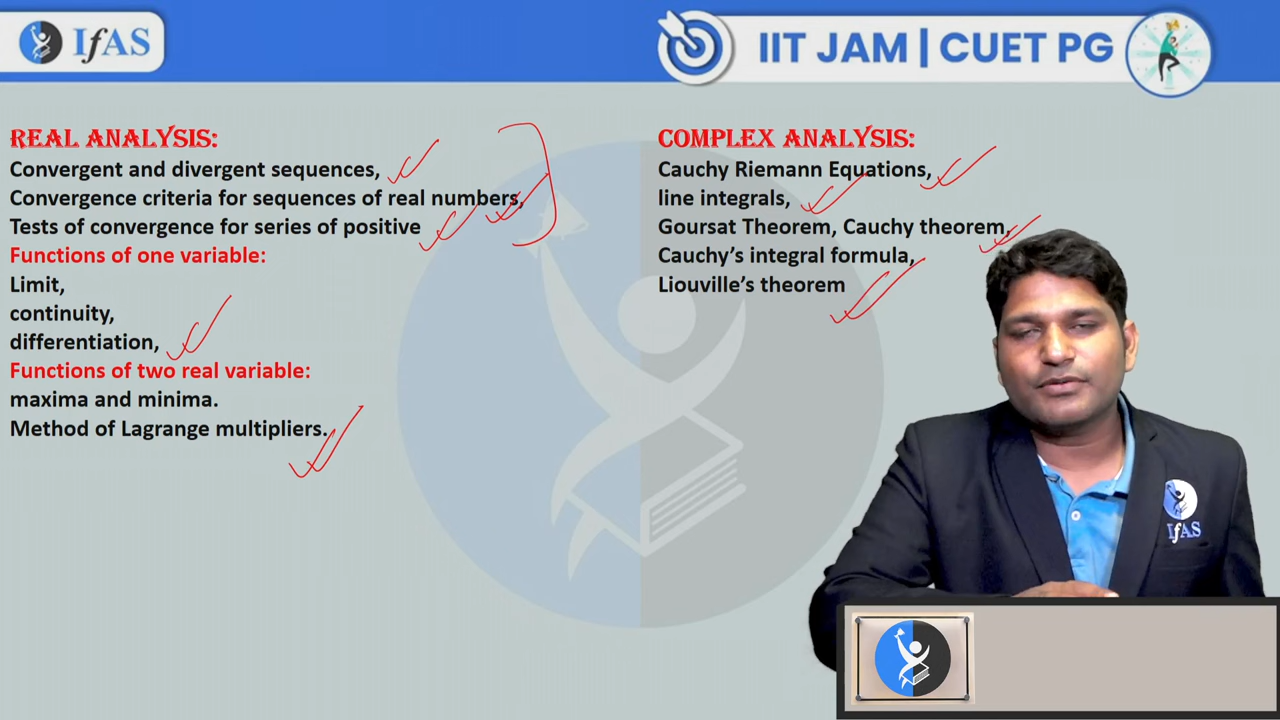 IfAS
IIT JAM | CUET PG
REAL ANALYSIS:
Convergent and divergent sequences,
Convergence criteria for sequences of real numbers,
Tests of convergence for series of positive
Functions of one variable:
Limit,
continuity,
differentiation,
Functions of two real variable:
maxima and minima.
Method of Lagrange multipliers.
COMPLEX ANALYSIS:
Cauchy Riemann Equations,
line integrals,
Goursat Theorem, Cauchy theorem,
Cauchy’s integral formula,
Liouville’s theorem
IfAS